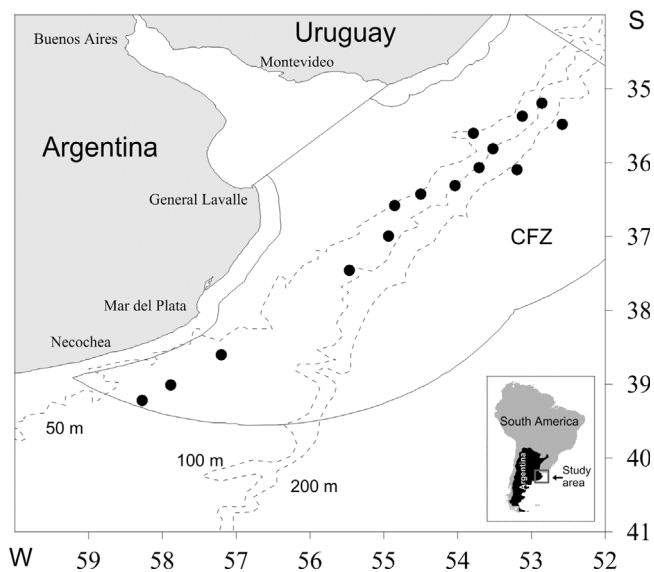 S
Uruguay
Buenos Aires
Montevideo
35
Argentina
36
General Lavalle
CFZ
37
Mar del Plata
38
Necochea
39
50 m
South America
100 m
40
Argentina
Study
area
200 m
41
W
59
58
57
56
55
54
53
52